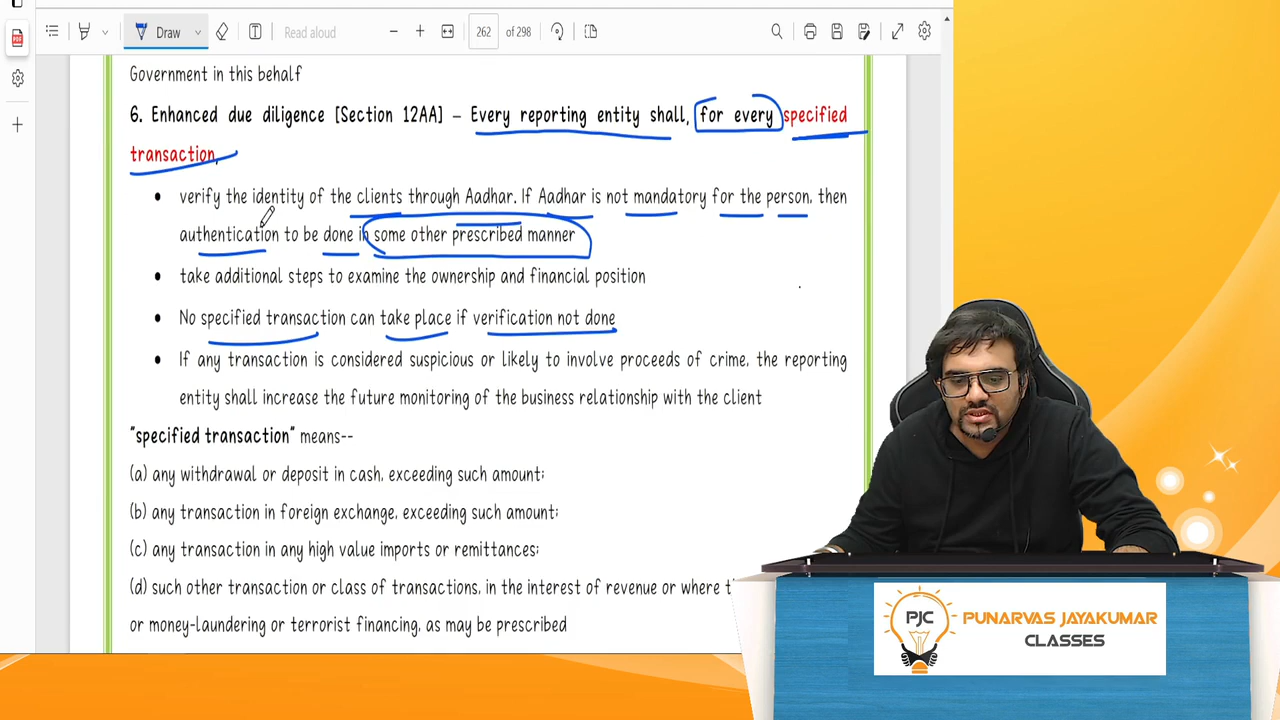 Draw
Read aloud
262
of 298
Government in this behalf
6. Enhanced due diligence [Section 12AA] – Every reporting entity shall, for every specified
transaction,
• verify the identity of the clients through Aadhar. If Aadhar is not mandatory for the person, then
authentication to be done in some other prescribed manner
• take additional steps to examine the ownership and financial position
• No specified transaction can take place if verification not done
• If any transaction is considered suspicious or likely to involve proceeds of crime, the reporting
entity shall increase the future monitoring of the business relationship with the client
"specified transaction" means--
(a) any withdrawal or deposit in cash, exceeding such amount;
(b) any transaction in foreign exchange, exceeding such amount;
(c) any transaction in any high value imports or remittances;
(d) such other transaction or class of transactions, in the interest of revenue or where
or money-laundering or terrorist financing, as may be prescribed
PJC
PUNARVAS JAYAKUMAR
CLASSES